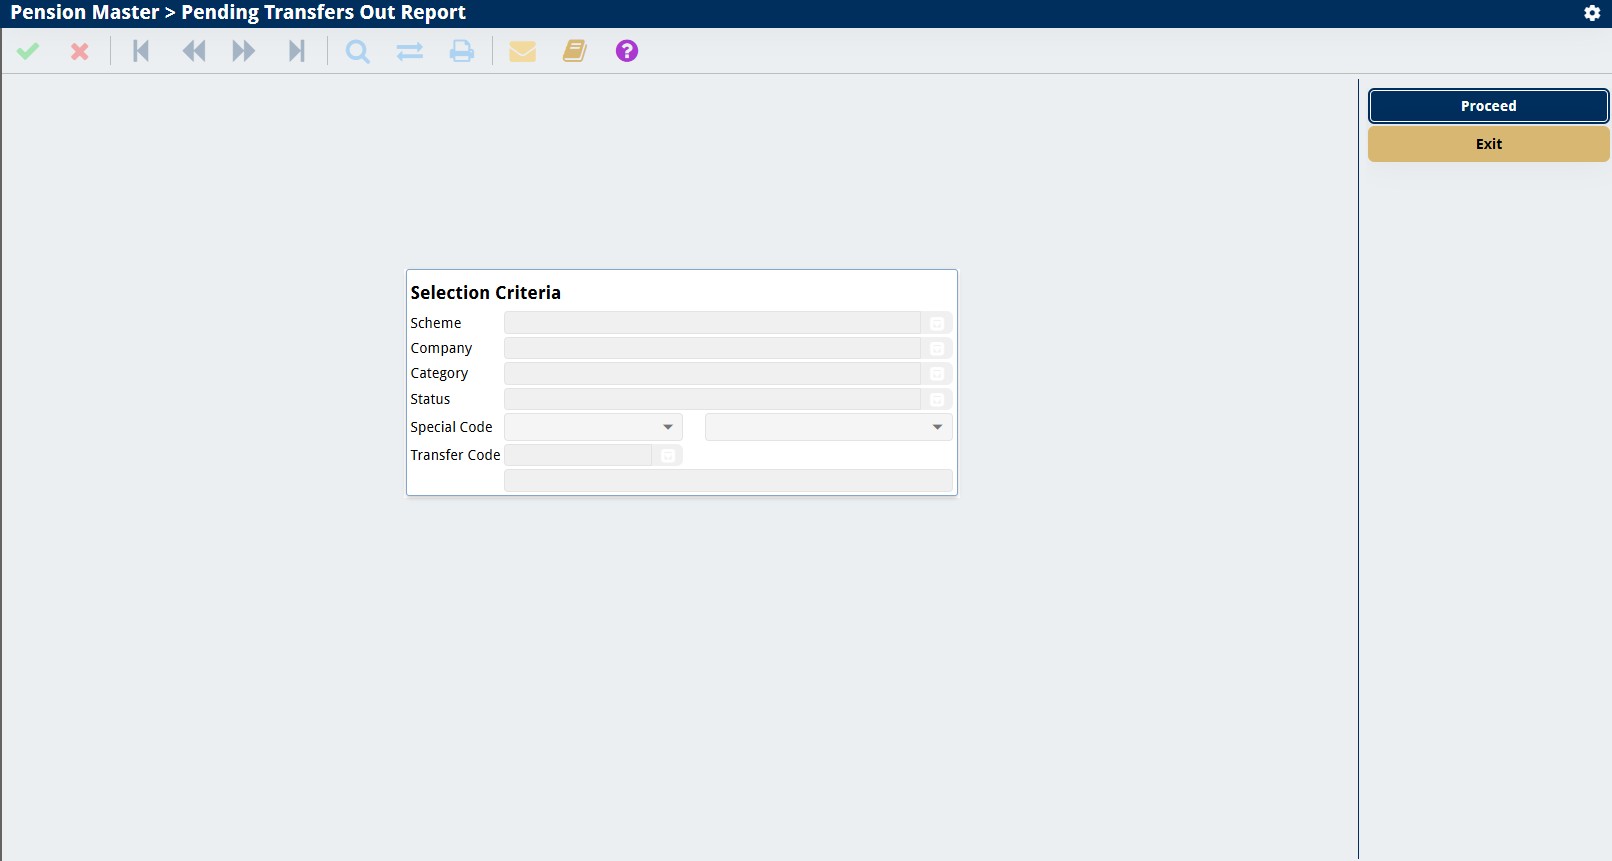 Pension Master > Pending Transfers Out Report
?
Proceed
Exit
Selection Criteria
Scheme
Company
Category
Status
Special Code
Transfer Code